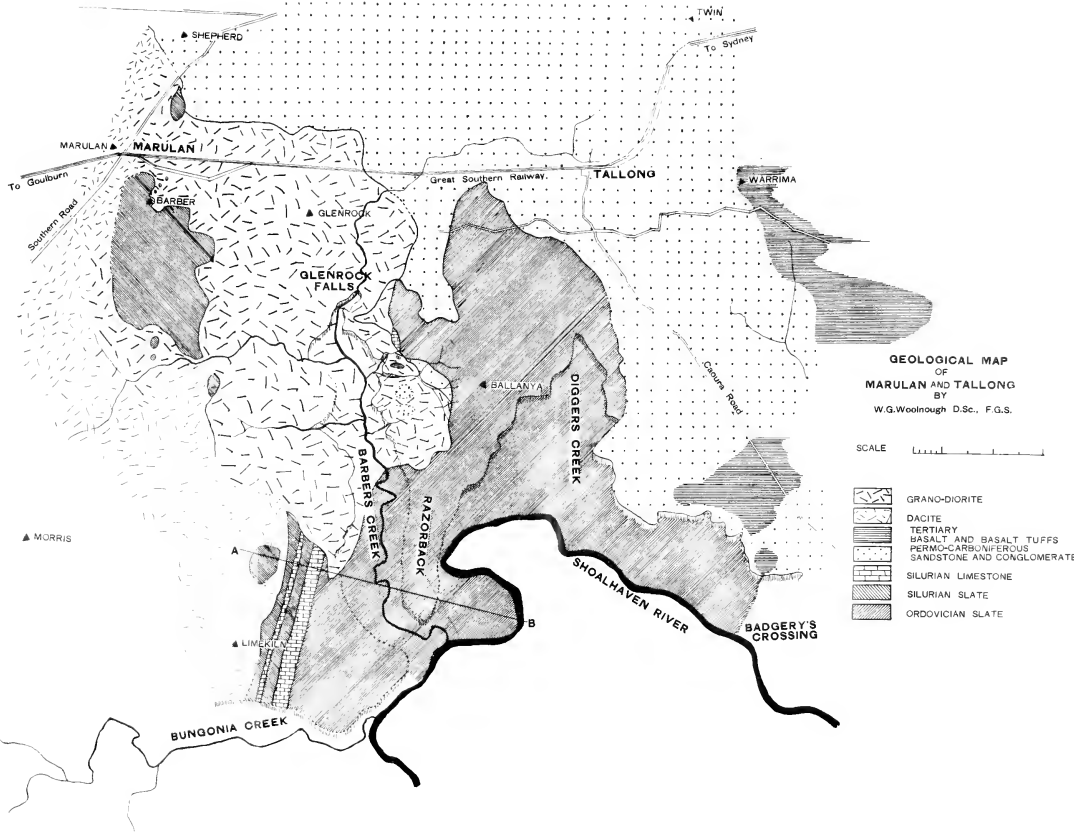 TWIN
SHEPHERD
To Sydney
MARULAN MARULAN
To Goulburn
Great Southern Railway.
TALLONG
WARRIMA
BARBER
Southern Road
GLENROCK
GLENROCK
FALLS
GEOLOGICAL MAP
OF
MARULAN AND TALLONG
BY
W.G.Woolnough D.Sc., F.G.S.
BALLANYA
DIGGERS CREEK
Caoura Road
SCALE
BARBERS CREEK
RAZORBACK
GRANO-DIORITE
DACITE
TERTIARY
BASALT AND BASALT TUFFS
PERMO-CARBONIFEROUS
SANDSTONE AND CONGLOMERATE
SILURIAN LIMESTONE
SILURIAN SLATE
ORDOVICIAN SLATE
MORRIS
A
B
SHOALHAVEN RIVER
BADGERY'S
CROSSING
LIMEKILN
BUNGONIA CREEK